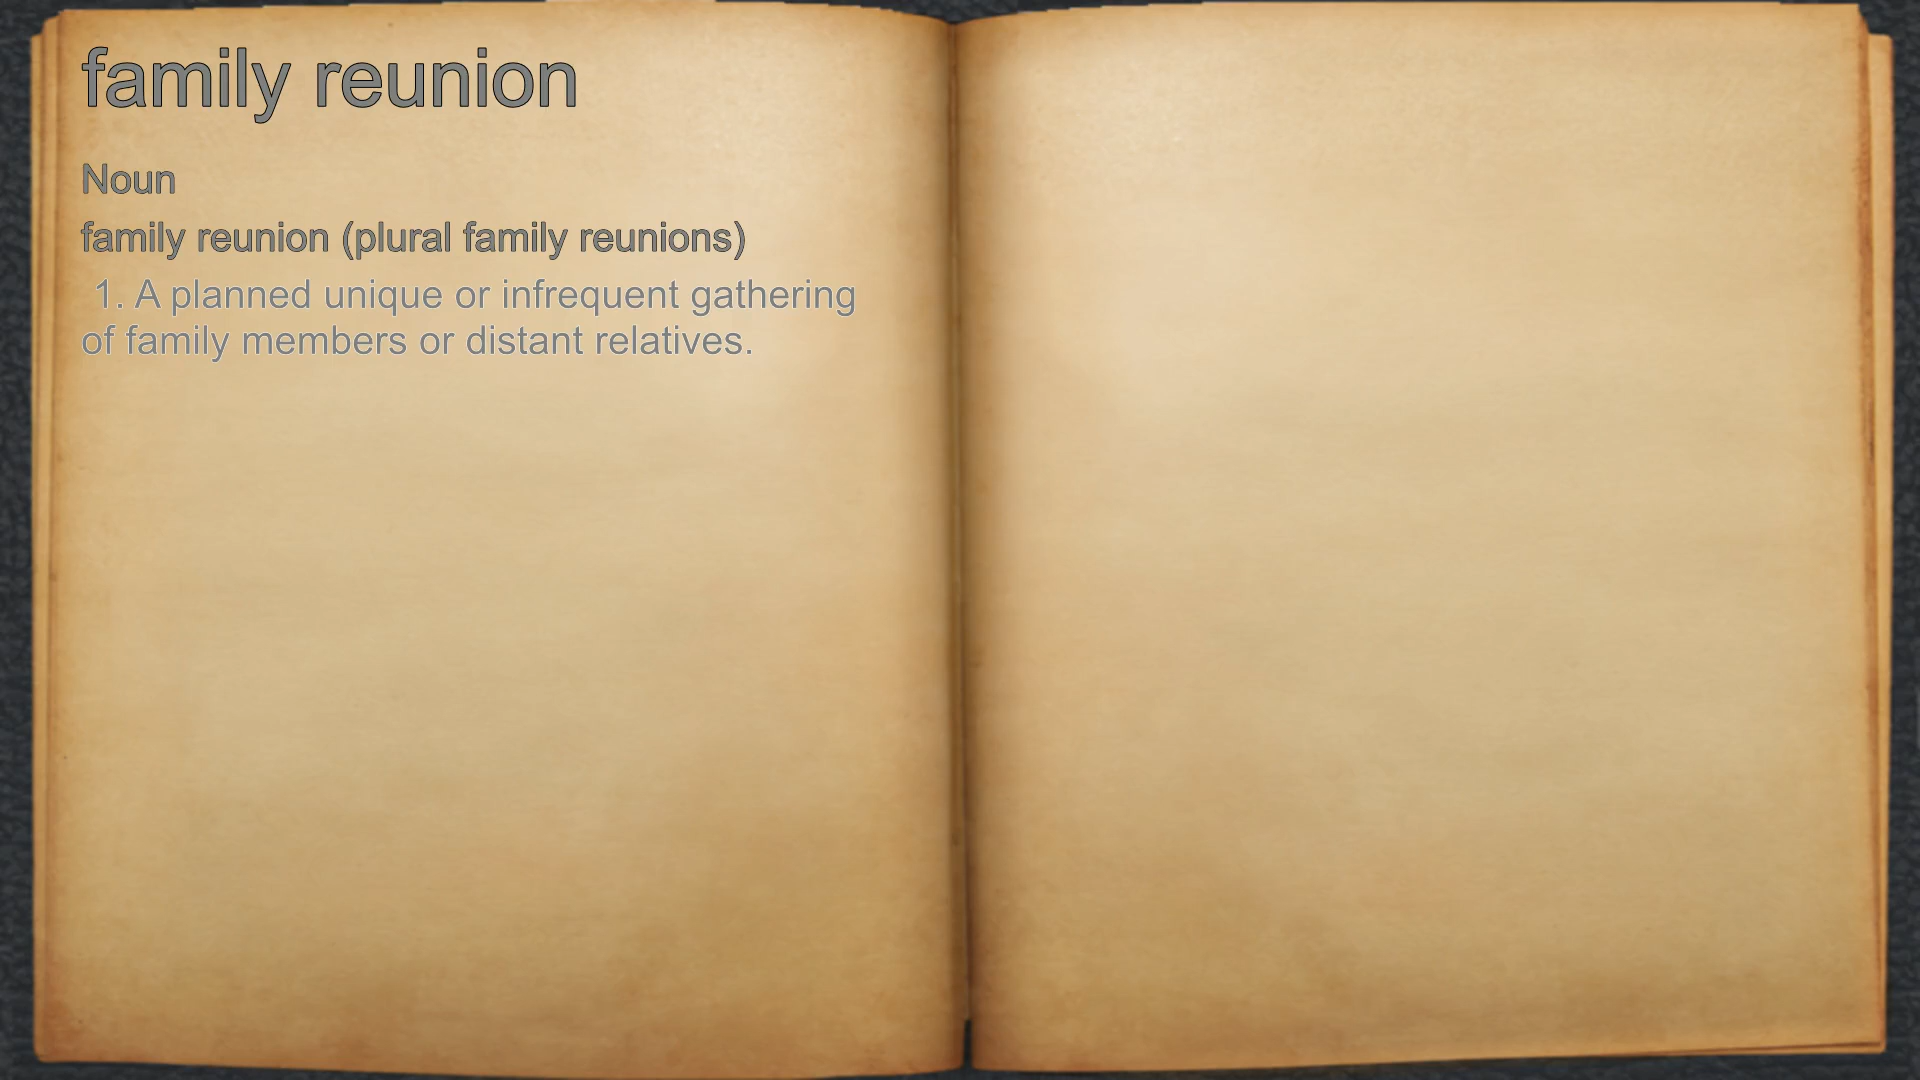 family reunion
Noun
family reunion (plural family reunions)
1. A planned unique or infrequent gathering
of family members or distant relatives.